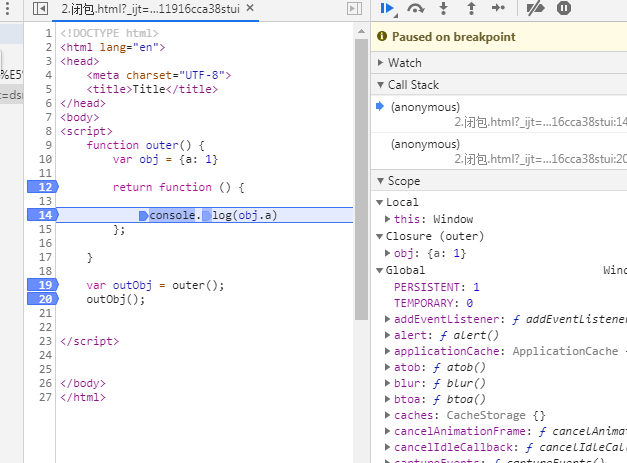 2.闭包.html?_ijt=...11916cca38stui ×
%E5%
t=ds
1 <!DOCTYPE html>
2 <html lang="en">
3 <head>
4 <meta charset="UTF-8">
5 <title>Title</title>
6 </head>
7 <body>
8 <script>
9 function outer() {
10 var obj = {a: 1}
11
12 return function () {
13
14 console.log(obj.a)
15 };
16
17 }
18
19 var outObj = outer();
20 outObj();
21
22
23 </script>
24
25
26 </body>
27 </html>
Paused on breakpoint
Watch
Call Stack
(anonymous)
2.闭包.html?_ijt=...16cca38stui:14
(anonymous)
2.闭包.html?_ijt=...16cca38stui:20
Scope
Local
this: Window
Closure (outer)
obj: {a: 1}
Global Wind
PERSISTENT: 1
TEMPORARY: 0
addEventListener: ƒ addEventListener
alert: ƒ alert()
applicationCache: ApplicationCache
atob: ƒ atob()
blur: ƒ blur()
btoa: ƒ btoa()
caches: CacheStorage {}
cancelAnimationFrame: ƒ cancelAnima
cancelIdleCallback: ƒ cancelIdleCal
captureEvents: ƒ captureEvents()